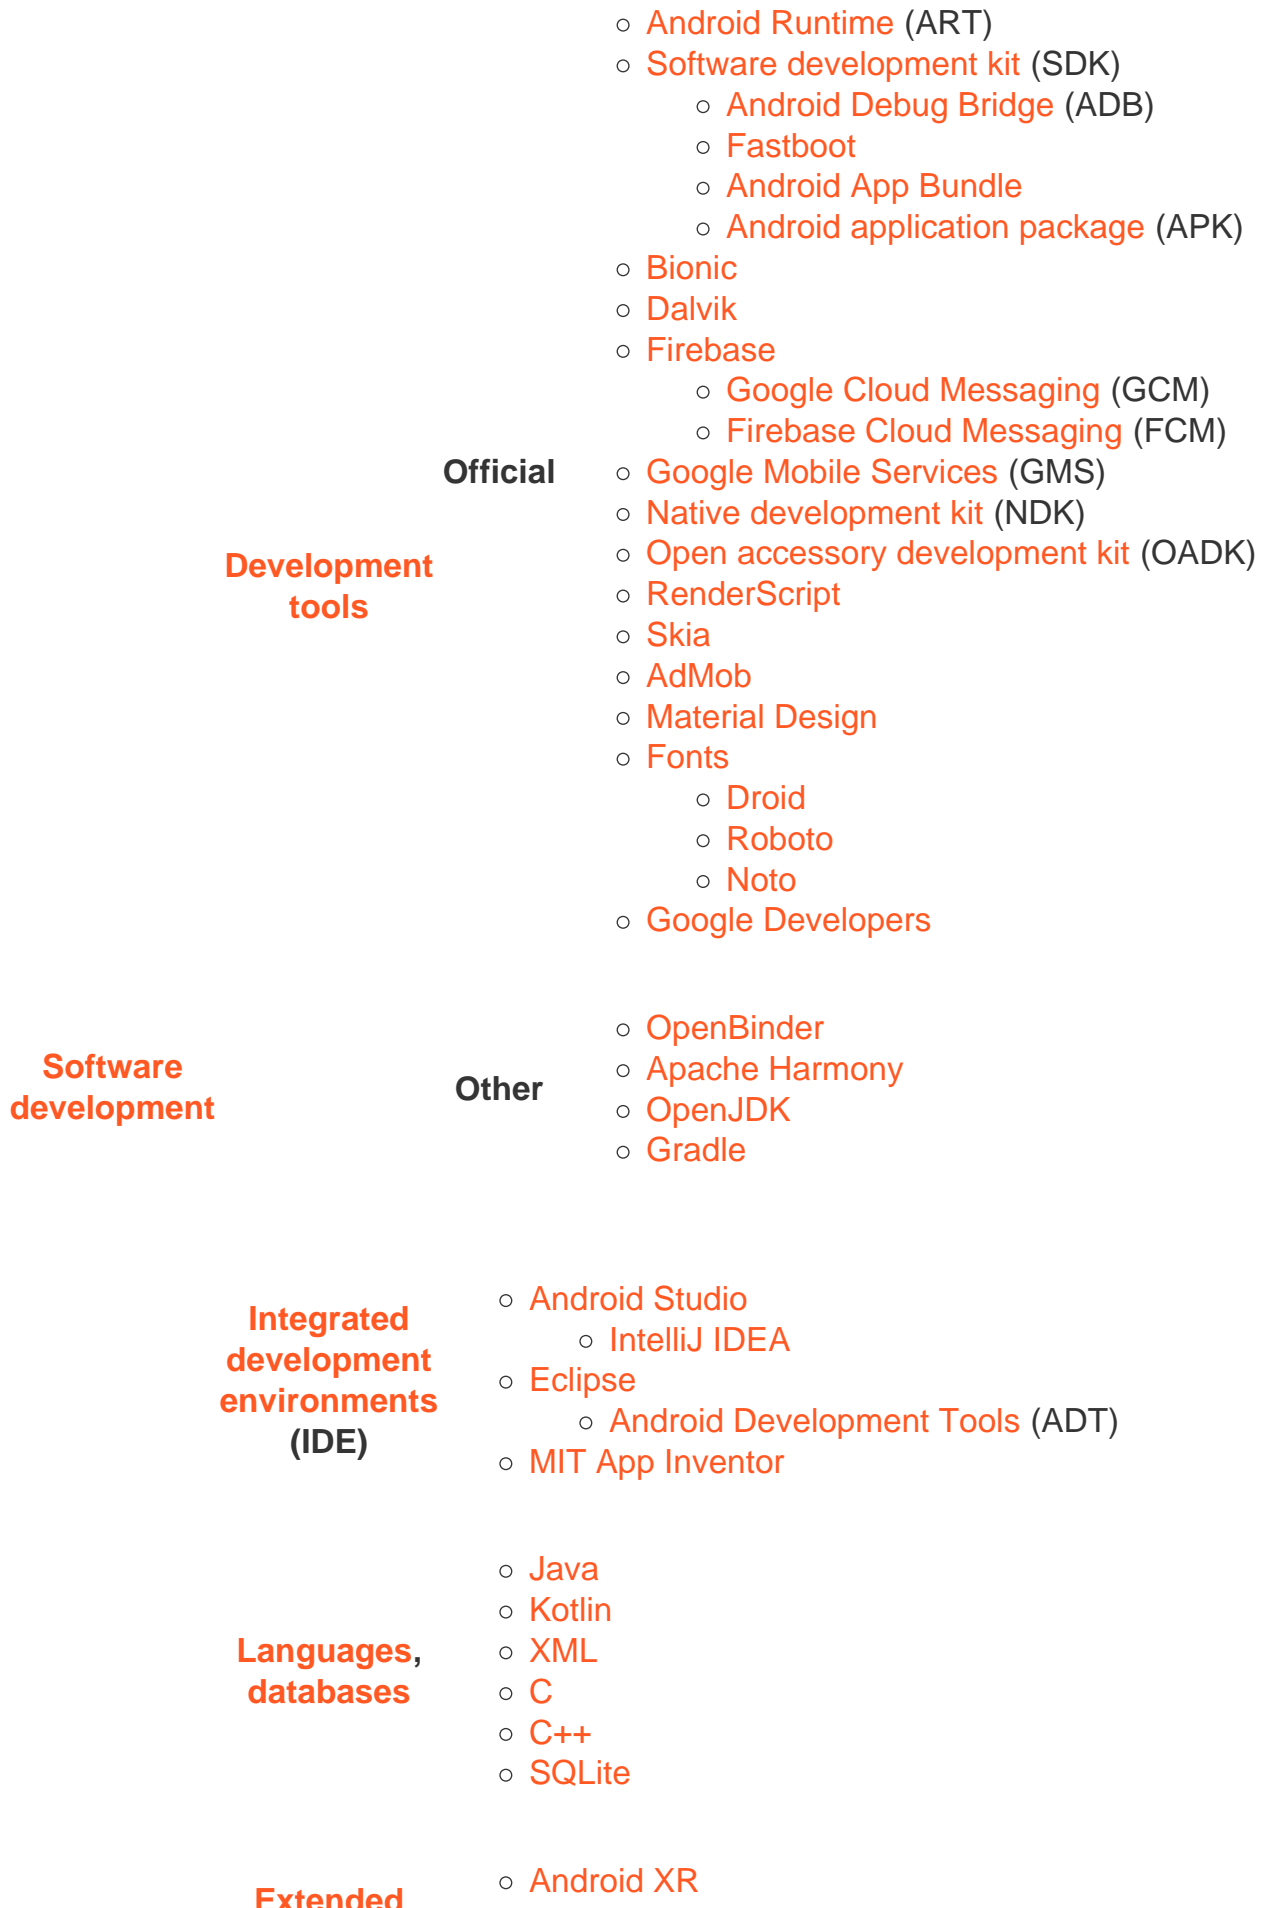 Software
development
Development
tools
Official
Android Runtime (ART)
Software development kit (SDK)
Android Debug Bridge (ADB)
Fastboot
Android App Bundle
Android application package (APK)
Bionic
Dalvik
Firebase
Google Cloud Messaging (GCM)
Firebase Cloud Messaging (FCM)
Google Mobile Services (GMS)
Native development kit (NDK)
Open accessory development kit (OADK)
RenderScript
Skia
AdMob
Material Design
Fonts
Droid
Roboto
Noto
Google Developers
Other
OpenBinder
Apache Harmony
OpenJDK
Gradle
Integrated
development
environments
(IDE)
Android Studio
IntelliJ IDEA
Eclipse
Android Development Tools (ADT)
MIT App Inventor
Languages,
databases
Java
Kotlin
XML
C
C++
SQLite
Extended
Android XR